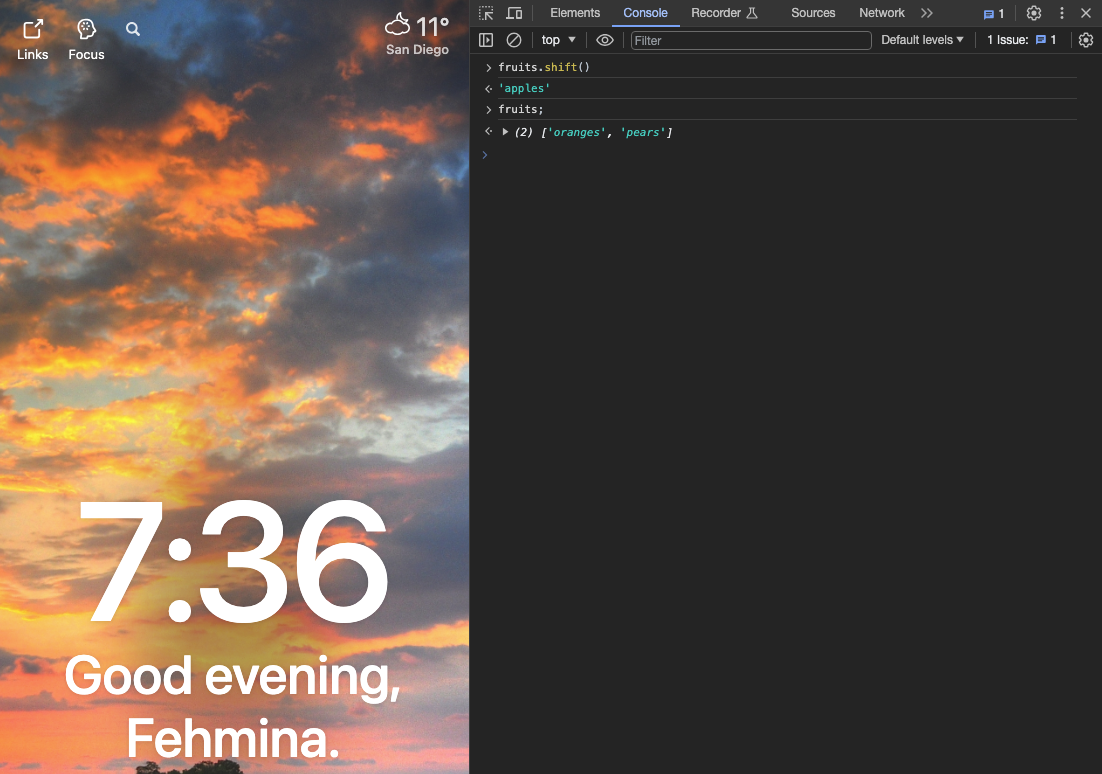 Links
Focus
11°
San Diego
7:36
Good evening,
Fehmina.
Elements Console Recorder Sources Network 1
top Filter Default levels 1 Issue: 1
fruits.shift()
'apples'
fruits;
(2) ['oranges', 'pears']